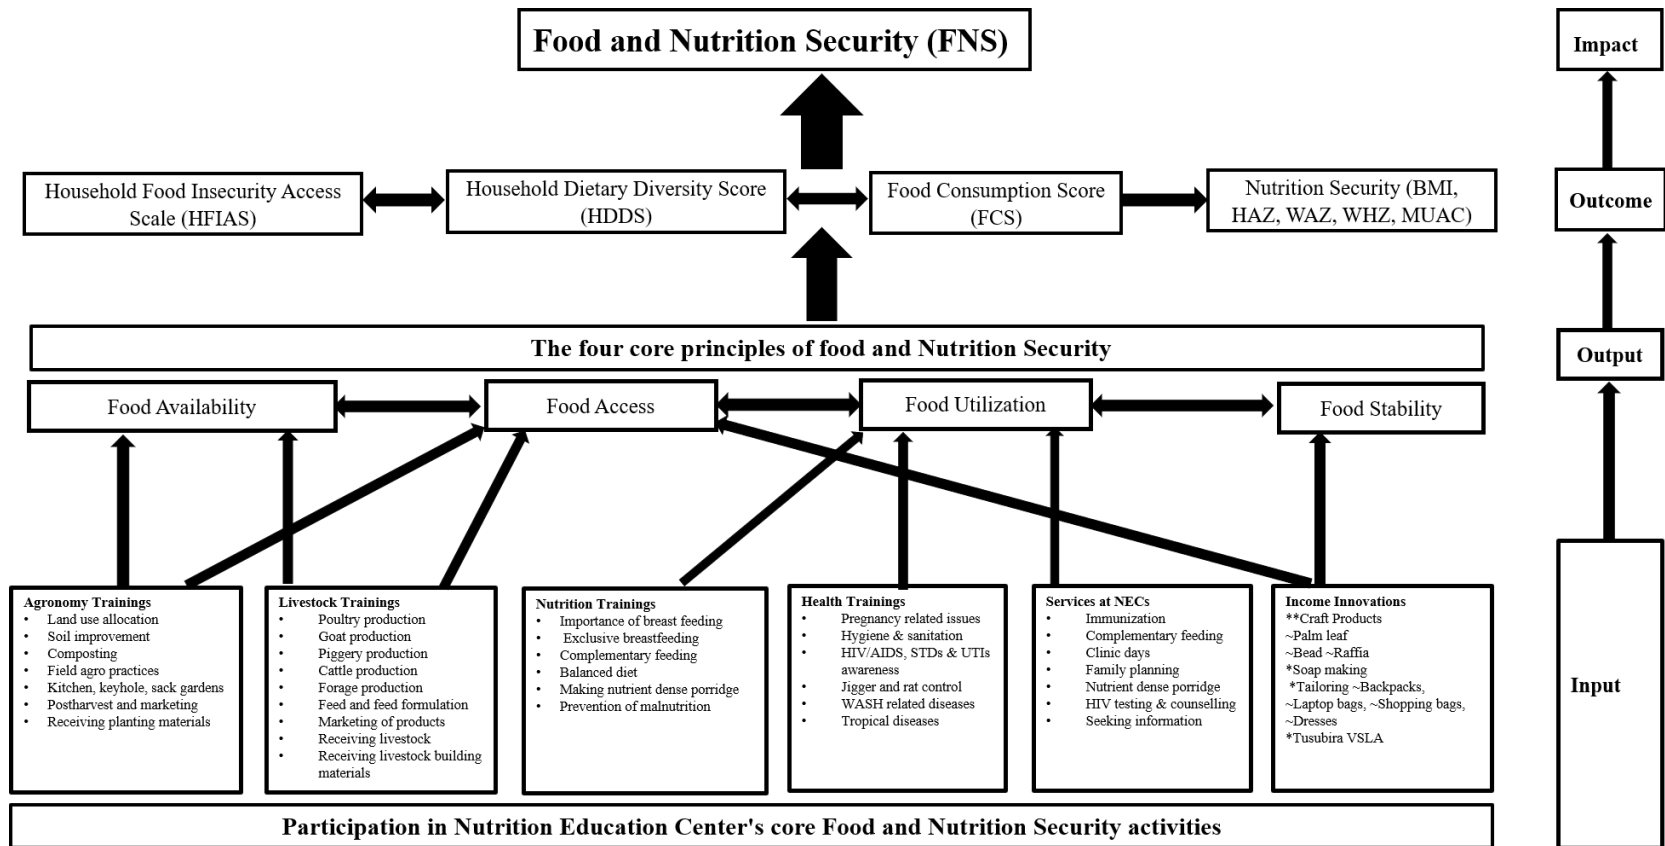 Food and Nutrition Security (FNS)
Impact
Household Food Insecurity Access
Scale (HFIAS)
Household Dietary Diversity Score
(HDDS)
Food Consumption Score
(FCS)
Nutrition Security (BMI,
HAZ, WAZ, WHZ, MUAC)
Outcome
The four core principles of food and Nutrition Security
Output
Food Availability
Food Access
Food Utilization
Food Stability
Agronomy Trainings
• Land use allocation
• Soil improvement
• Composting
• Field agro practices
• Kitchen, keyhole, sack gardens
• Postharvest and marketing
• Receiving planting materials
Livestock Trainings
• Poultry production
• Goat production
• Piggery production
• Cattle production
• Forage production
• Feed and feed formulation
• Marketing of products
• Receiving livestock
• Receiving livestock building
materials
Nutrition Trainings
• Importance of breast feeding
• Exclusive breastfeeding
• Complementary feeding
• Balanced diet
• Making nutrient dense porridge
• Prevention of malnutrition
Health Trainings
• Pregnancy related issues
• Hygiene & sanitation
• HIV/AIDS, STDs & UTIs
awareness
• Jigger and rat control
• WASH related diseases
• Tropical diseases
Services at NECs
• Immunization
• Complementary feeding
• Clinic days
• Family planning
• Nutrient dense porridge
• HIV testing & counselling
• Seeking information
Income Innovations
**Craft Products
~Palm leaf
~Bead ~Raffia
*Soap making
*Tailoring ~Backpacks,
~Laptop bags, ~Shopping bags,
~Dresses
*Tusubira VSLA
Input
Participation in Nutrition Education Center's core Food and Nutrition Security activities